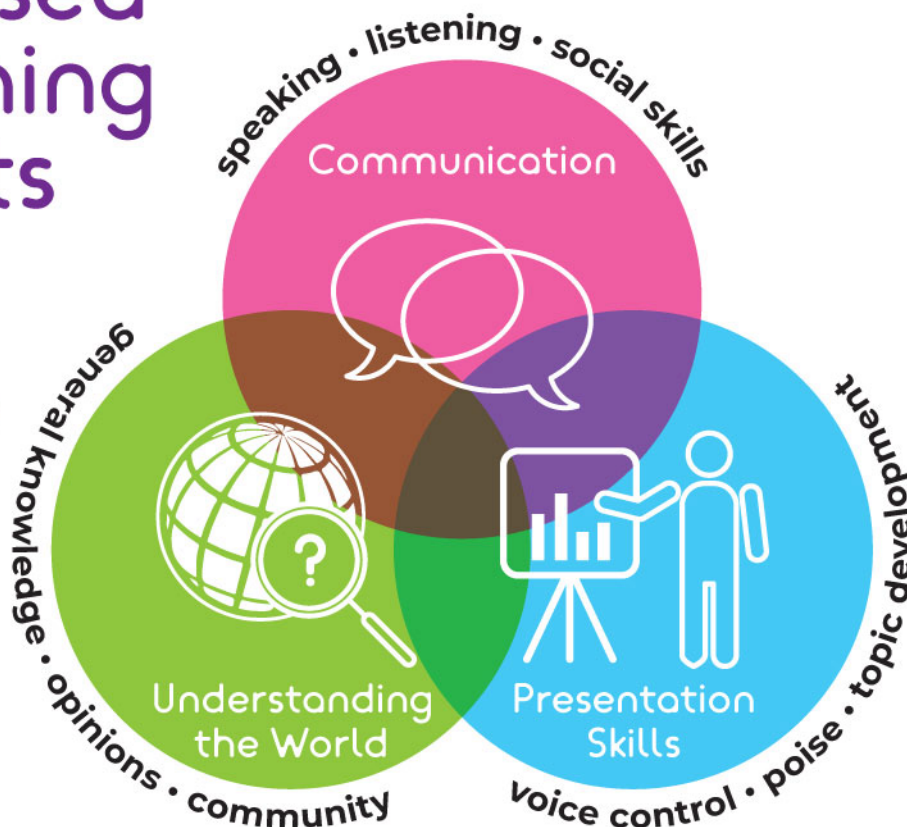 speaking • listening • social skills
Communication
general knowledge • opinions • community
?
Understanding
the World
Presentation
Skills
voice control • poise • topic development